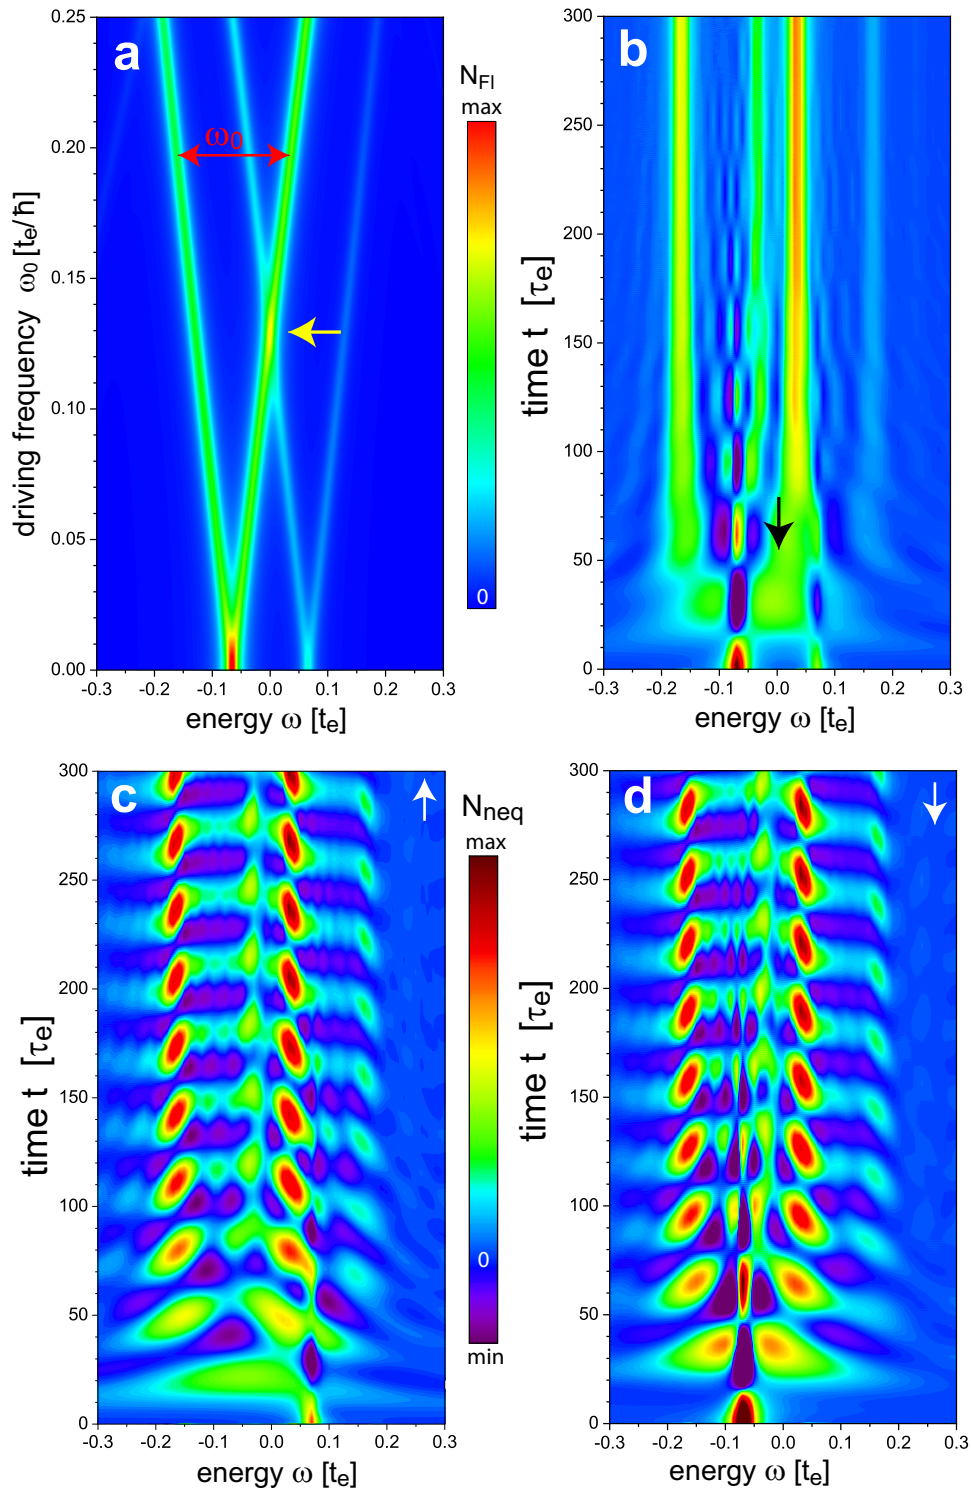 a
ω₀
driving frequency ω₀ [tₑ/ħ]
0.25
0.20
0.15
0.10
0.05
0.00
-0.3 -0.2 -0.1 0.0 0.1 0.2 0.3
energy ω [tₑ]
N_Fl
max
0
b
time t [τₑ]
300
250
200
150
100
50
0
-0.3 -0.2 -0.1 0.0 0.1 0.2 0.3
energy ω [tₑ]
c
time t [τₑ]
300
250
200
150
100
50
0
-0.3 -0.2 -0.1 0.0 0.1 0.2 0.3
energy ω [tₑ]
N_neq
max
0
min
d
time t [τₑ]
300
250
200
150
100
50
0
-0.3 -0.2 -0.1 0.0 0.1 0.2 0.3
energy ω [tₑ]